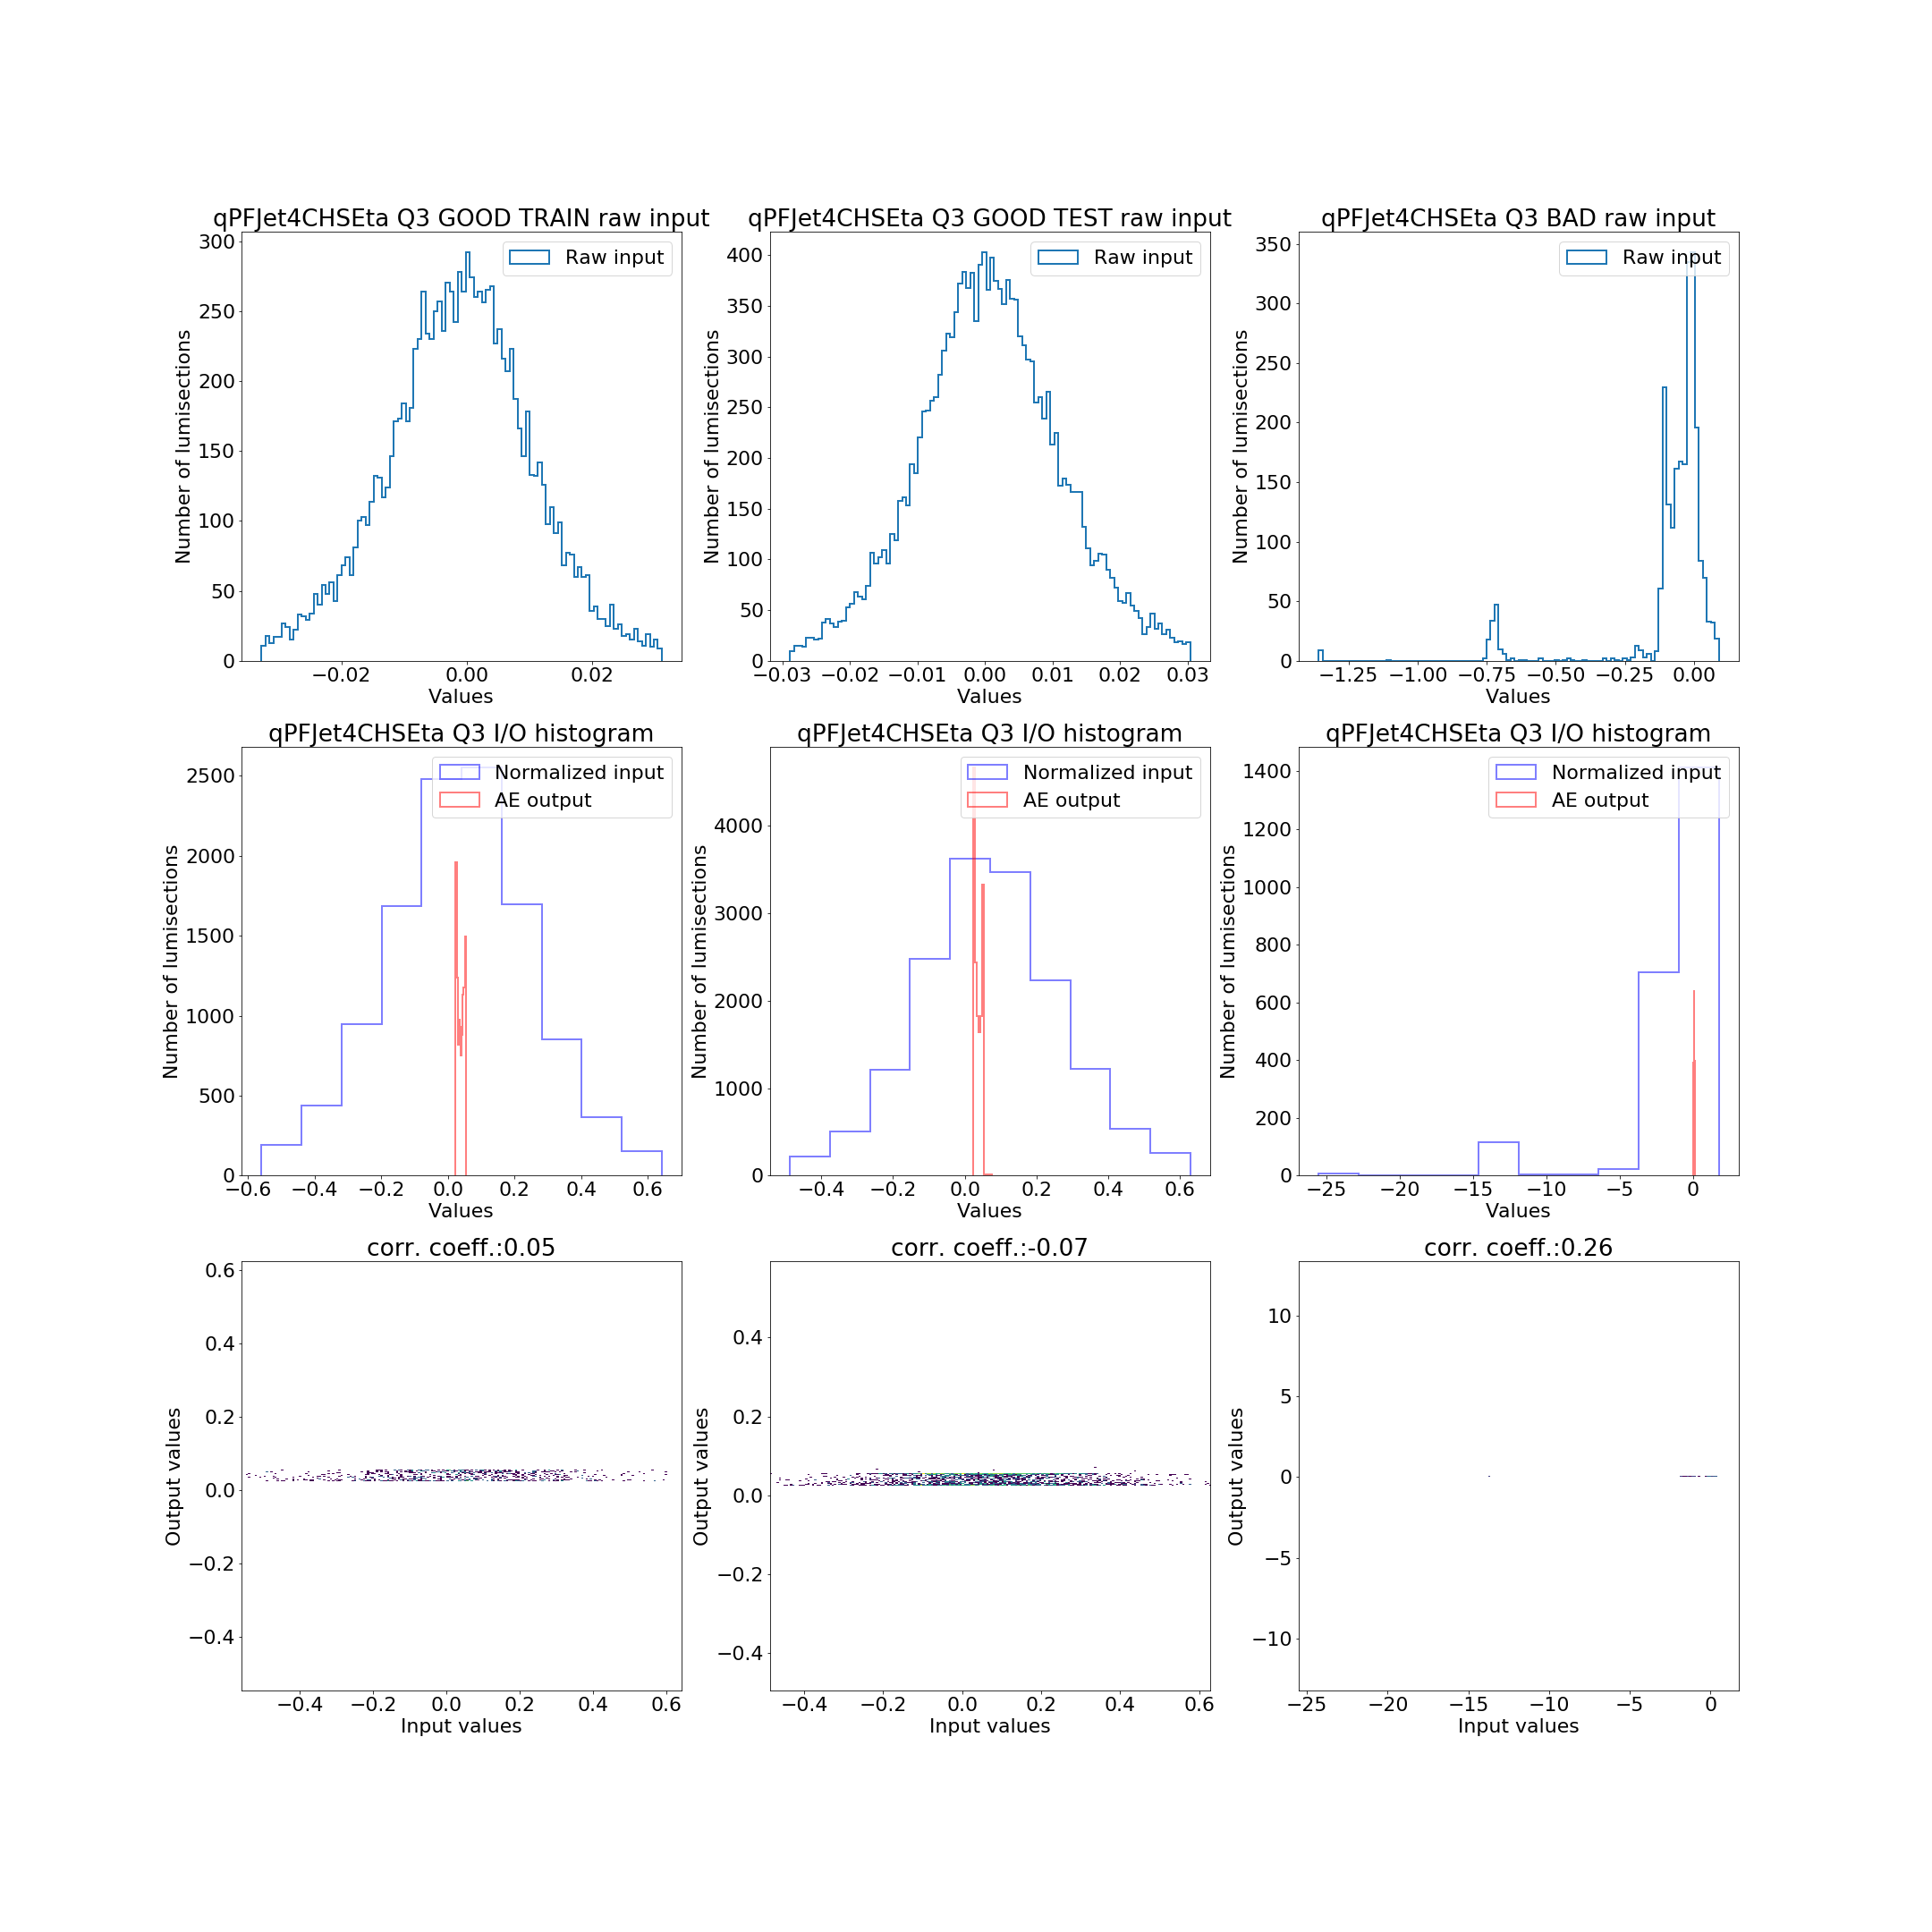 qPFJet4CHSEta Q3 GOOD TRAIN raw input
qPFJet4CHSEta Q3 GOOD TEST raw input
qPFJet4CHSEta Q3 BAD raw input
Raw input
Raw input
Raw input
Number of lumisections
Number of lumisections
Number of lumisections
300
250
200
150
100
50
0
400
350
300
250
200
150
100
50
0
350
300
250
200
150
100
50
0
−0.02 0.00 0.02
−0.03 −0.02 −0.01 0.00 0.01 0.02 0.03
−1.25 −1.00 −0.75 −0.50 −0.25 0.00
Values
Values
Values
qPFJet4CHSEta Q3 I/O histogram
qPFJet4CHSEta Q3 I/O histogram
qPFJet4CHSEta Q3 I/O histogram
Normalized input
AE output
Normalized input
AE output
Normalized input
AE output
Number of lumisections
Number of lumisections
Number of lumisections
2500
2000
1500
1000
500
0
4000
3000
2000
1000
0
1400
1200
1000
800
600
400
200
0
−0.6 −0.4 −0.2 0.0 0.2 0.4 0.6
−0.4 −0.2 0.0 0.2 0.4 0.6
−25 −20 −15 −10 −5 0
Values
Values
Values
corr. coeff.:0.05
corr. coeff.:-0.07
corr. coeff.:0.26
Output values
Output values
Output values
0.6
0.4
0.2
0.0
−0.2
−0.4
0.4
0.2
0.0
−0.2
−0.4
10
5
0
−5
−10
−0.4 −0.2 0.0 0.2 0.4 0.6
−0.4 −0.2 0.0 0.2 0.4 0.6
−25 −20 −15 −10 −5 0
Input values
Input values
Input values